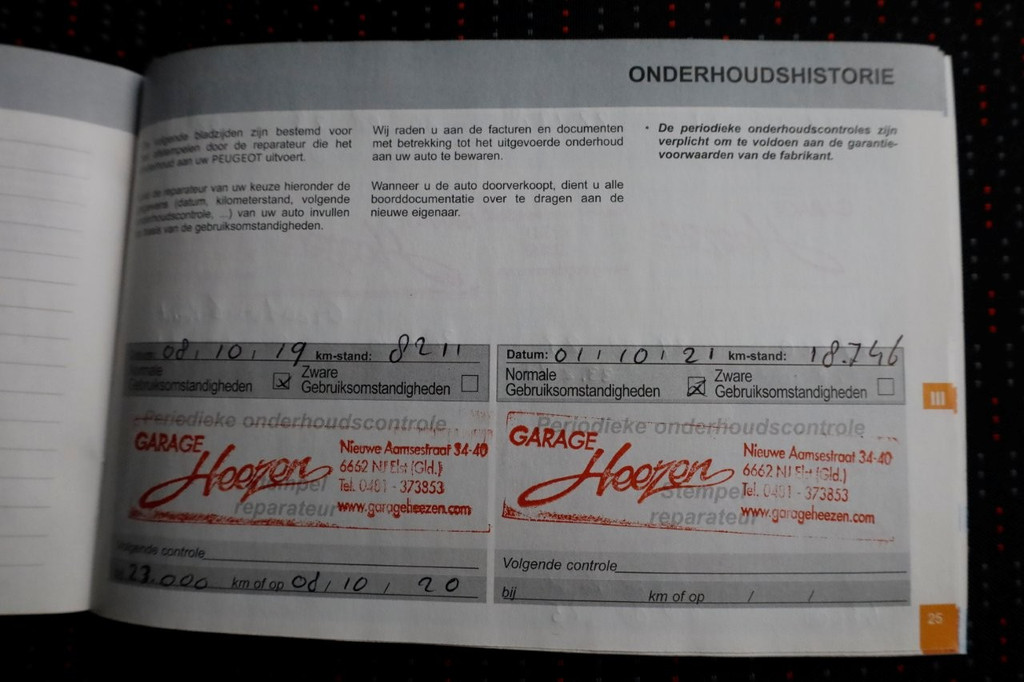 ONDERHOUDSHISTORIE
bladzijden zijn bestemd voor
door de reparateur die het
aan uw PEUGEOT uitvoert.
reparateur van uw keuze hieronder de
(datum, kilometerstand, volgende
onderhoudscontrole, ...) van uw auto invullen
van de gebruiksomstandigheden.
Wij raden u aan de facturen en documenten
met betrekking tot het uitgevoerde onderhoud
aan uw auto te bewaren.
Wanneer u de auto doorverkoopt, dient u alle
boorddocumentatie over te dragen aan de
nieuwe eigenaar.
• De periodieke onderhoudscontroles zijn
verplicht om te voldoen aan de garantie-
voorwaarden van de fabrikant.
Datum: 08 / 10 / 19 km-stand: 8211
Normale Zware
Gebruiksomstandigheden Gebruiksomstandigheden
Periodieke onderhoudscontrole
GARAGE Heezen
Nieuwe Aamsestraat 34-40
6662 NJ Elst (Gld.)
Stempel Tel. 0481 - 373853
reparateur www.garageheezen.com
Volgende controle
23.000 km of op 08 / 10 / 20
Datum: 01 / 10 / 21 km-stand: 18.746
Normale Zware
Gebruiksomstandigheden Gebruiksomstandigheden
Periodieke onderhoudscontrole
GARAGE Heezen
Nieuwe Aamsestraat 34-40
6662 NJ Elst (Gld.)
Stempel Tel. 0481 - 373853
reparateur www.garageheezen.com
Volgende controle
bij km of op / /
III
25